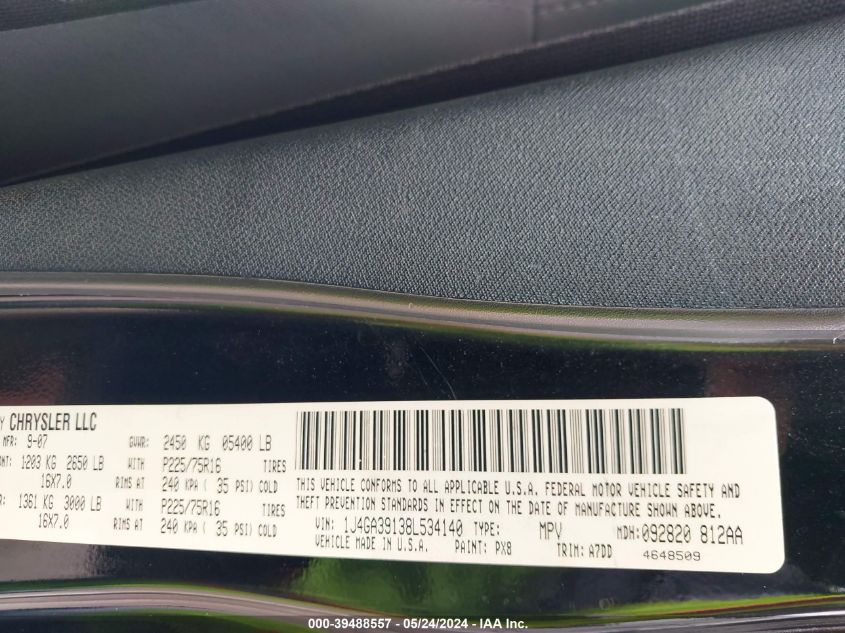 CHRYSLER LLC
MFR: 9-07 GVWR: 2450 KG 05400 LB
1203 KG 2650 LB WITH P225/75R16 TIRES
16X7.0 RIMS AT 240 KPA ( 35 PSI) COLD
1361 KG 3000 LB WITH P225/75R16 TIRES
16X7.0 RIMS AT 240 KPA ( 35 PSI) COLD
THIS VEHICLE CONFORMS TO ALL APPLICABLE U.S.A. FEDERAL MOTOR VEHICLE SAFETY AND
THEFT PREVENTION STANDARDS IN EFFECT ON THE DATE OF MANUFACTURE SHOWN ABOVE.
VIN: 1J4GA39138L534140 TYPE: MPV MDH: 092820 812AA
VEHICLE MADE IN U.S.A. PAINT: PX8 TRIM: A7DD 4648509
000-39488557 - 05/24/2024 - IAA Inc.